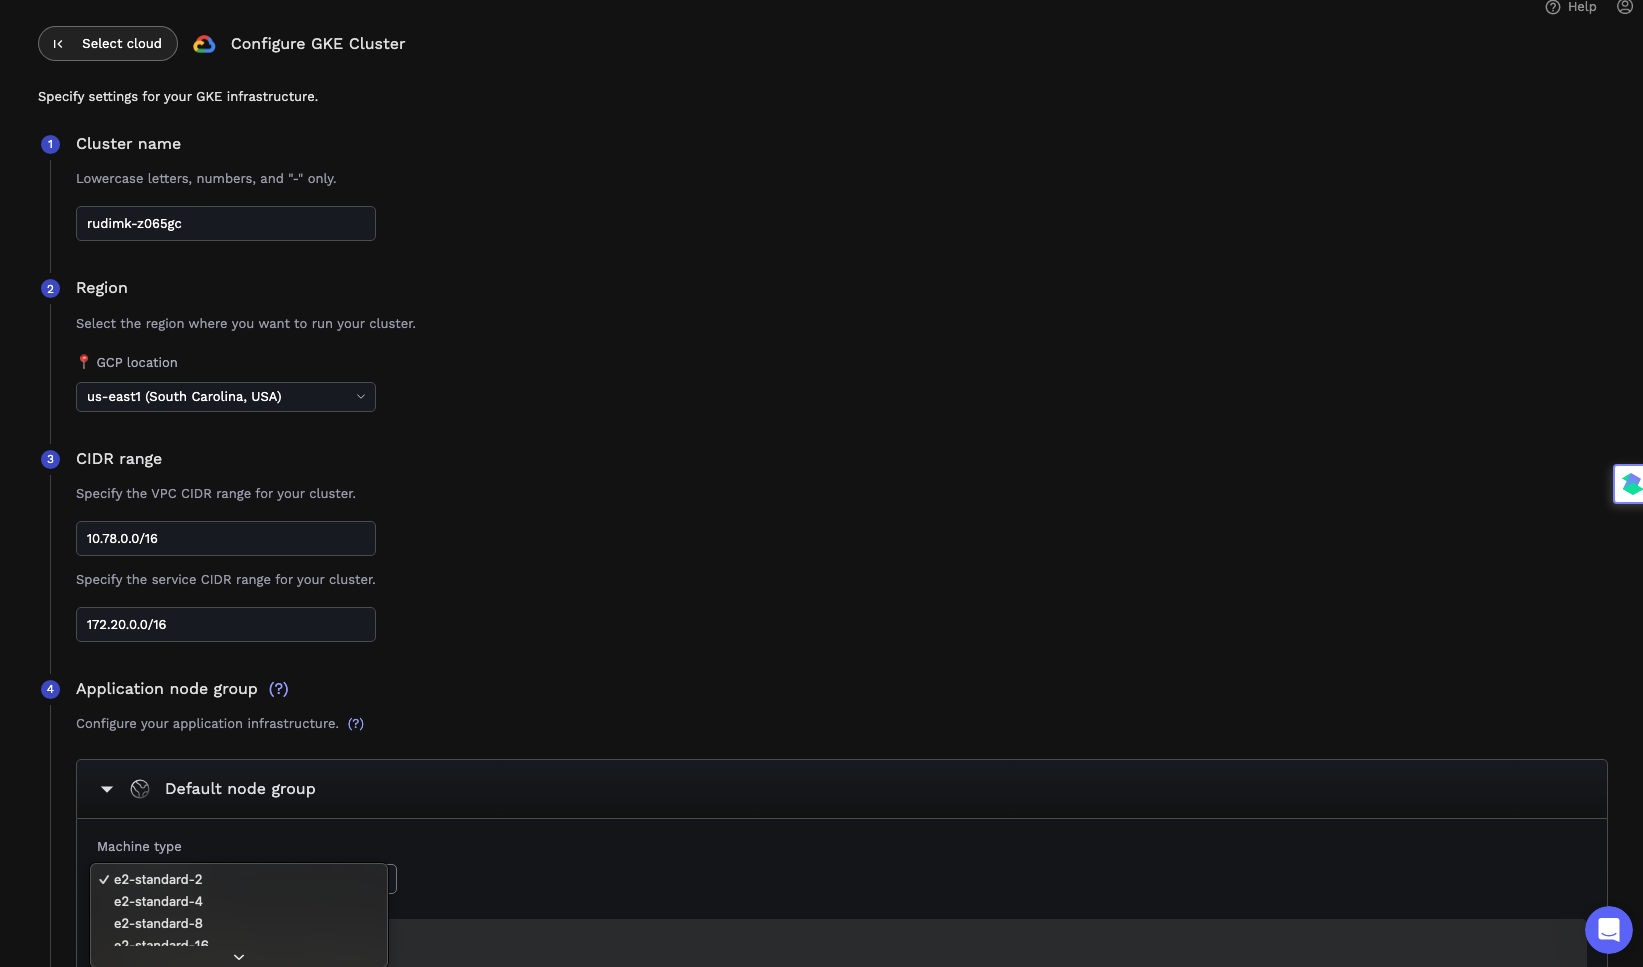 Help
Select cloud
Configure GKE Cluster
Specify settings for your GKE infrastructure.
1 Cluster name
Lowercase letters, numbers, and "-" only.
rudimk-z065gc
2 Region
Select the region where you want to run your cluster.
GCP location
us-east1 (South Carolina, USA)
3 CIDR range
Specify the VPC CIDR range for your cluster.
10.78.0.0/16
Specify the service CIDR range for your cluster.
172.20.0.0/16
4 Application node group (?)
Configure your application infrastructure. (?)
Default node group
Machine type
e2-standard-2
e2-standard-4
e2-standard-8
e2-standard-16